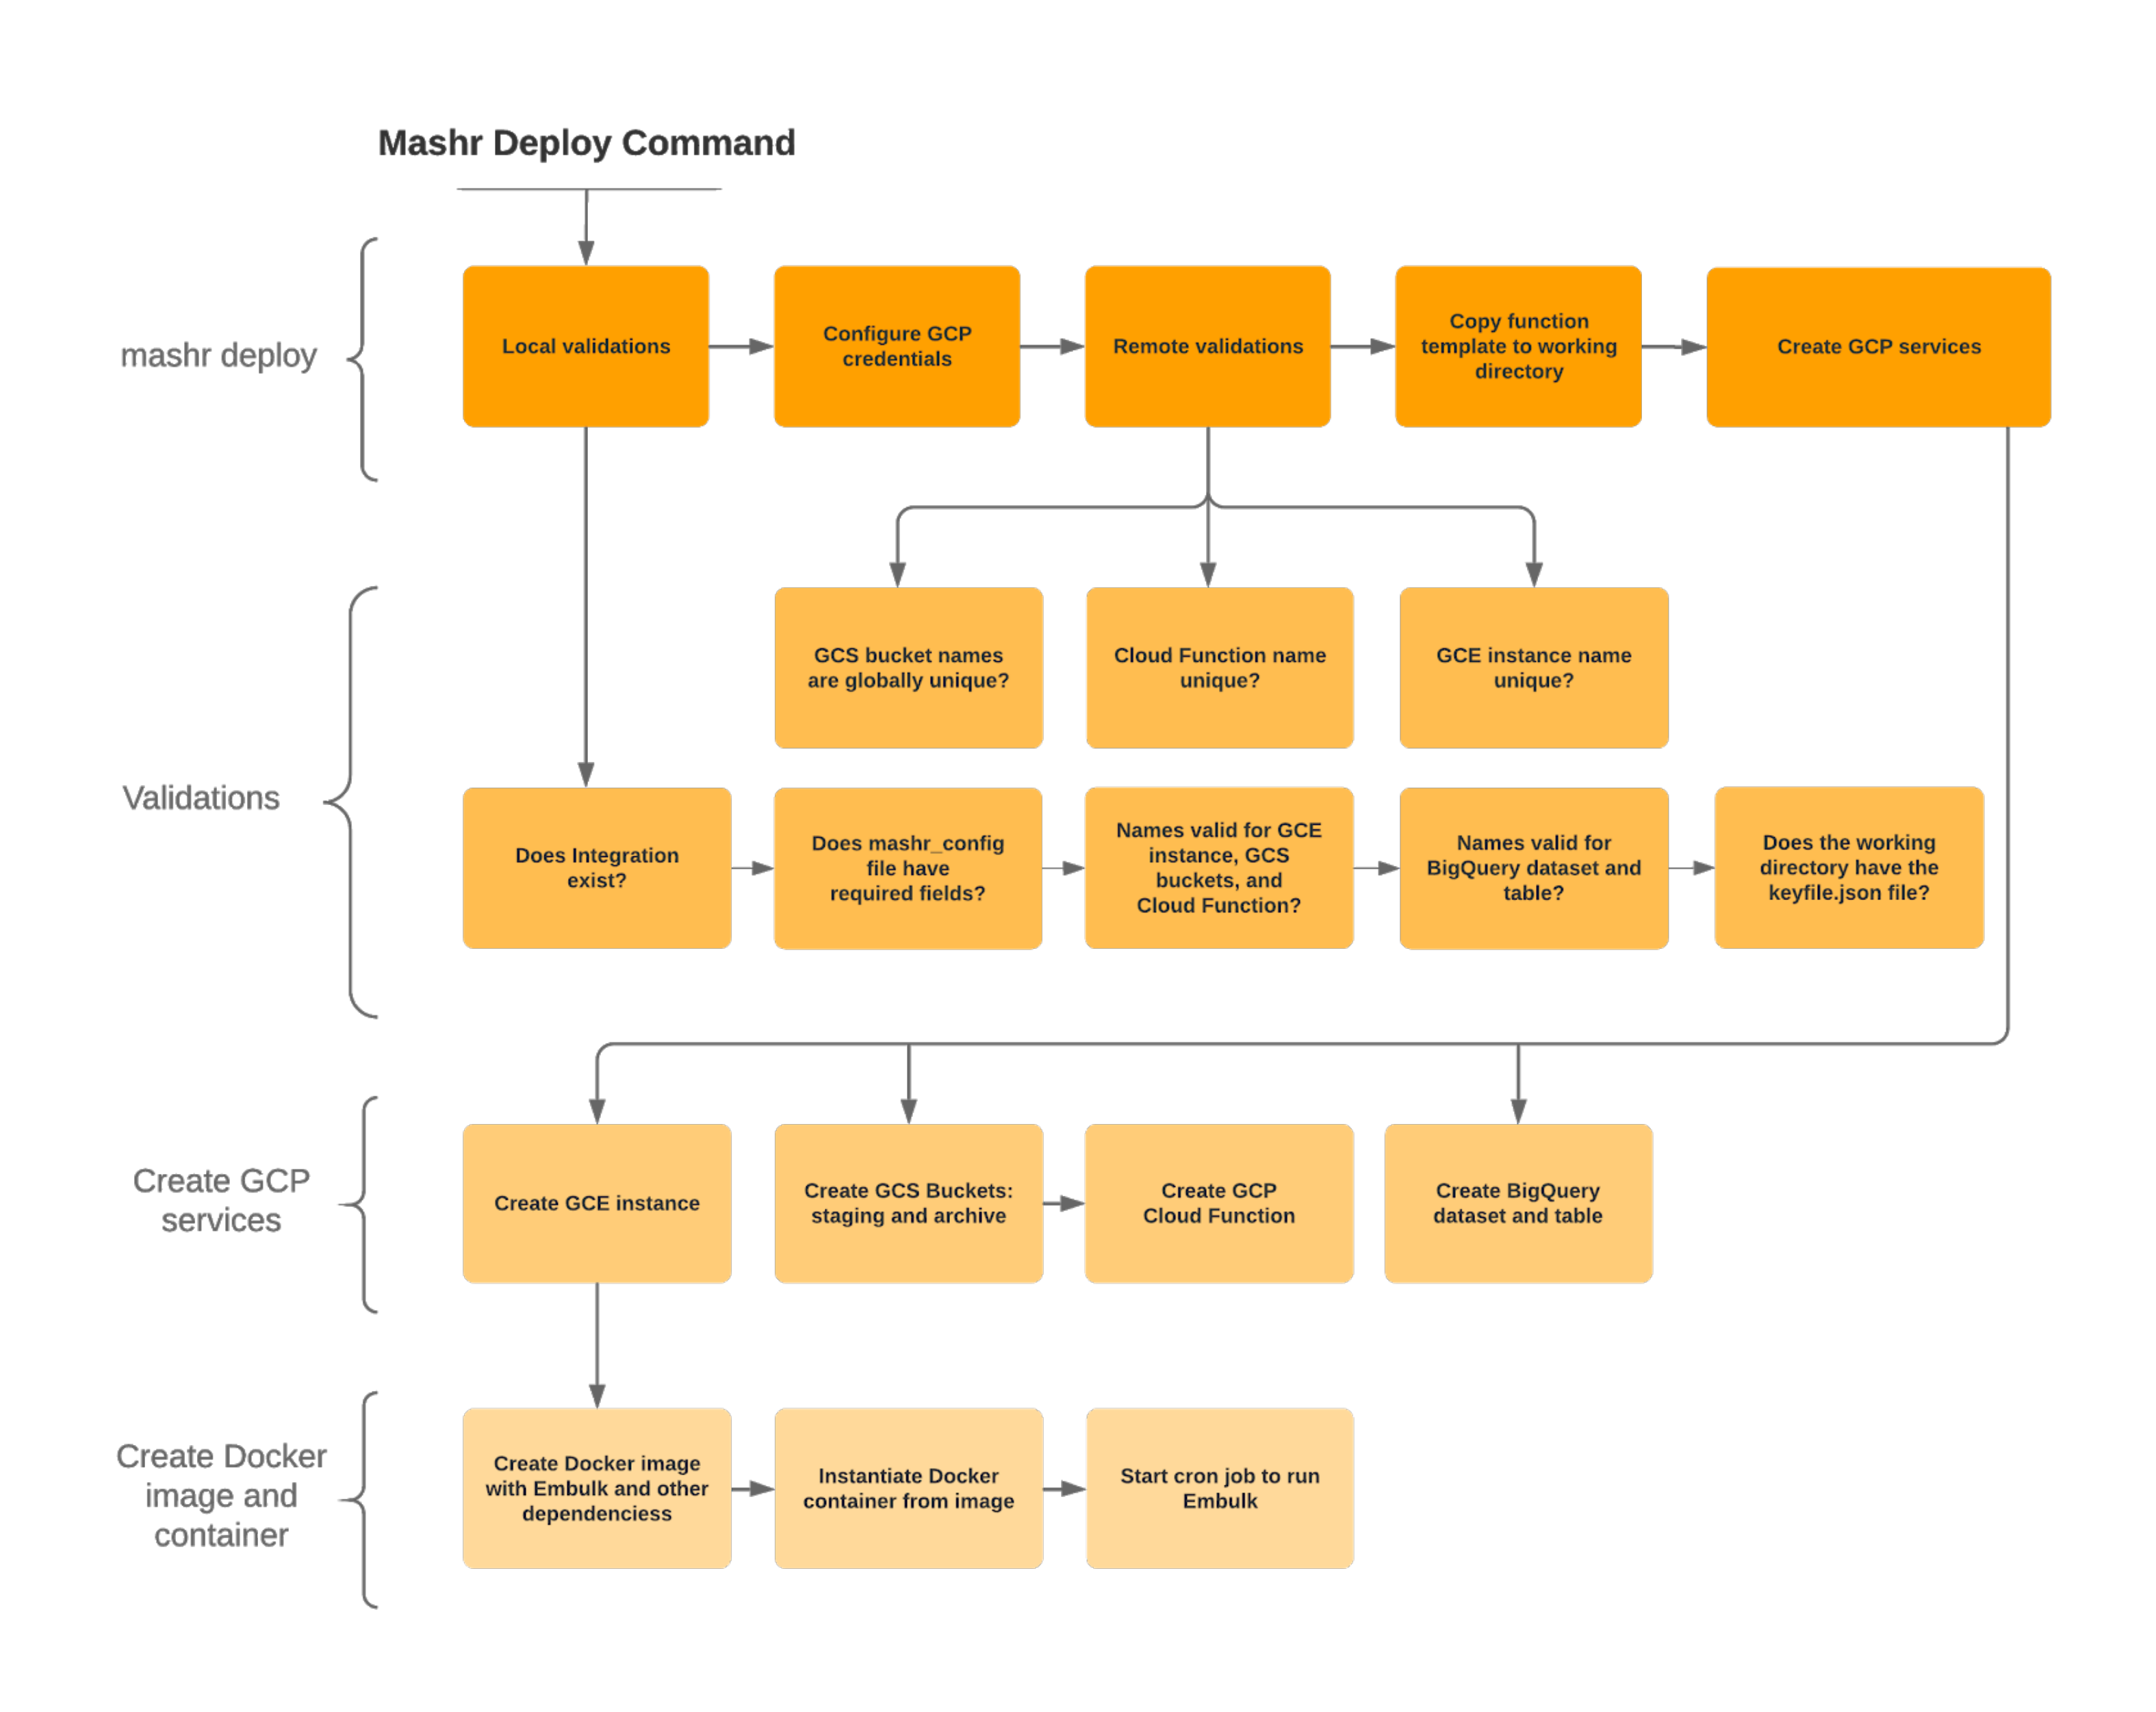 Mashr Deploy Command
mashr deploy
Local validations
Configure GCP
credentials
Remote validations
Copy function
template to working
directory
Create GCP services
Validations
GCS bucket names
are globally unique?
Cloud Function name
unique?
GCE instance name
unique?
Does Integration
exist?
Does mashr_config
file have
required fields?
Names valid for GCE
instance, GCS
buckets, and
Cloud Function?
Names valid for
BigQuery dataset and
table?
Does the working
directory have the
keyfile.json file?
Create GCP
services
Create GCE instance
Create GCS Buckets:
staging and archive
Create GCP
Cloud Function
Create BigQuery
dataset and table
Create Docker
image and
container
Create Docker image
with Embulk and other
dependenciess
Instantiate Docker
container from image
Start cron job to run
Embulk